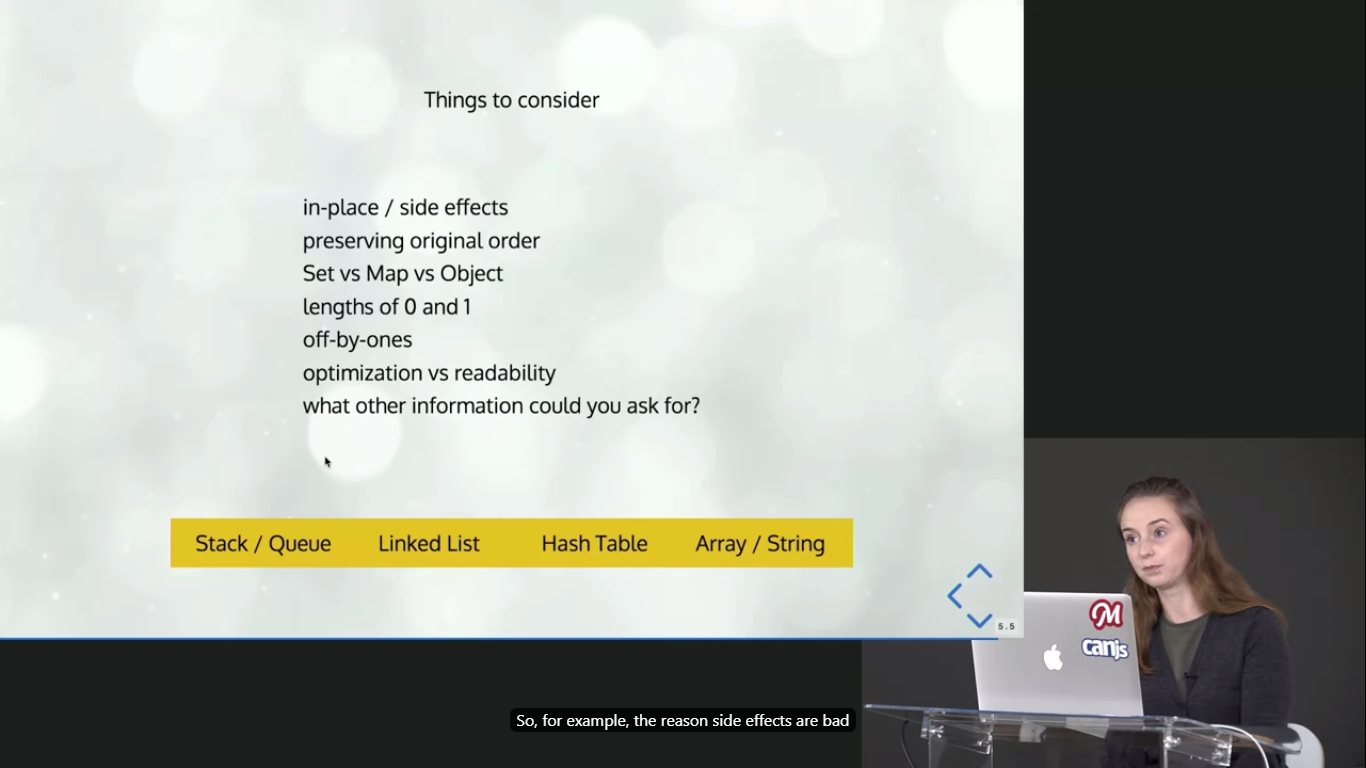 Things to consider
in-place / side effects
preserving original order
Set vs Map vs Object
lengths of 0 and 1
off-by-ones
optimization vs readability
what other information could you ask for?
Stack / Queue Linked List Hash Table Array / String
5.5
M
canjs
So, for example, the reason side effects are bad